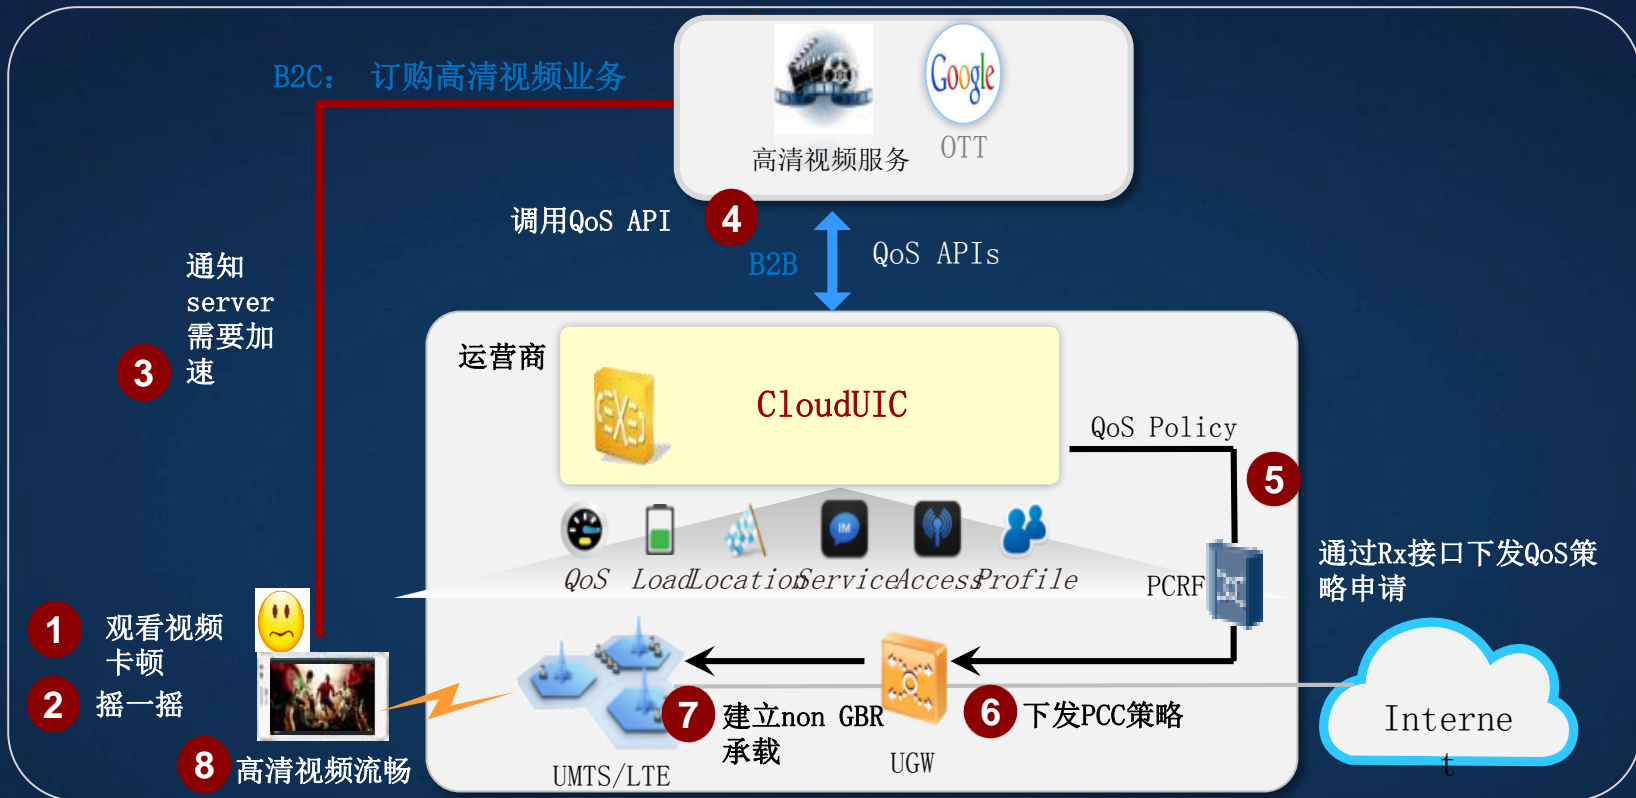 B2C： 订购高清视频业务
Google
高清视频服务
OTT
调用QoS API
4
B2B
QoS APIs
通知
server
需要加
速
3
运营商
CloudUIC
QoS Policy
5
IM
QoS
Load
Location
Service
Access
Profile
PCRF
通过Rx接口下发QoS策
略申请
1
观看视频
卡顿
2
摇一摇
8
高清视频流畅
7
建立non GBR
承载
6
下发PCC策略
UMTS/LTE
UGW
Interne
t